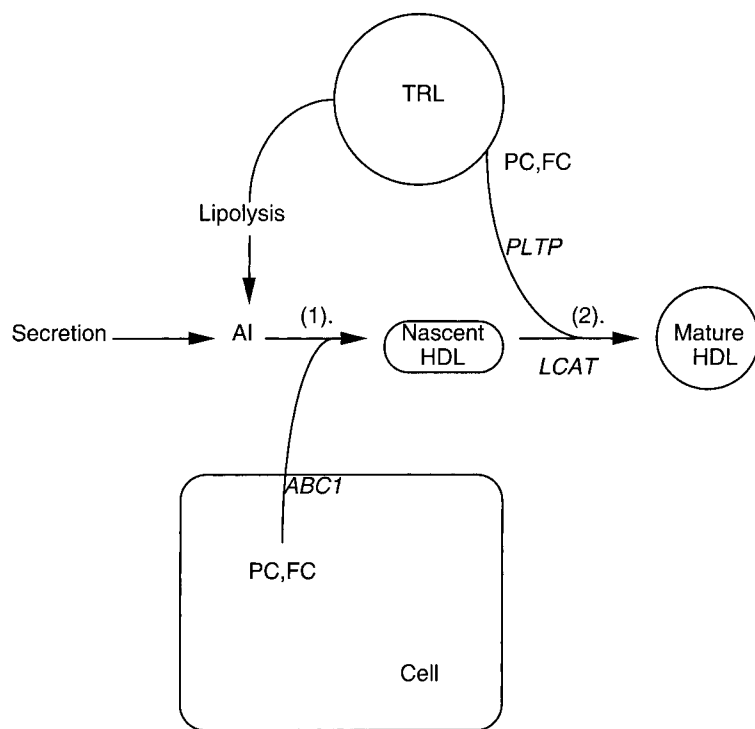 TRL
PC,FC
Lipolysis
PLTP
Secretion
AI
(1).
Nascent
HDL
(2).
LCAT
Mature
HDL
ABC1
PC,FC
Cell